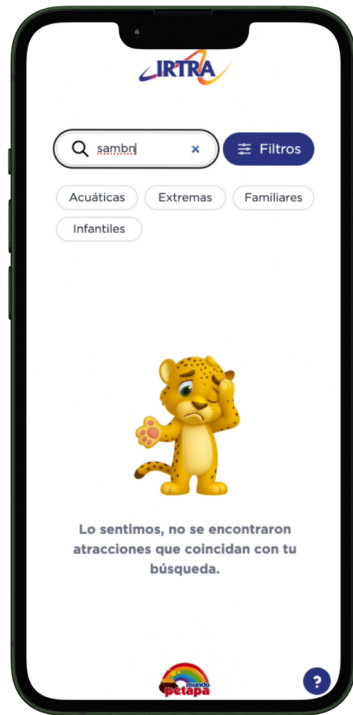 IRTRA
sambn
x
Filtros
Acuáticas Extremas Familiares
Infantiles
Lo sentimos, no se encontraron
atracciones que coincidan con tu
búsqueda.
mundo
petapa
?